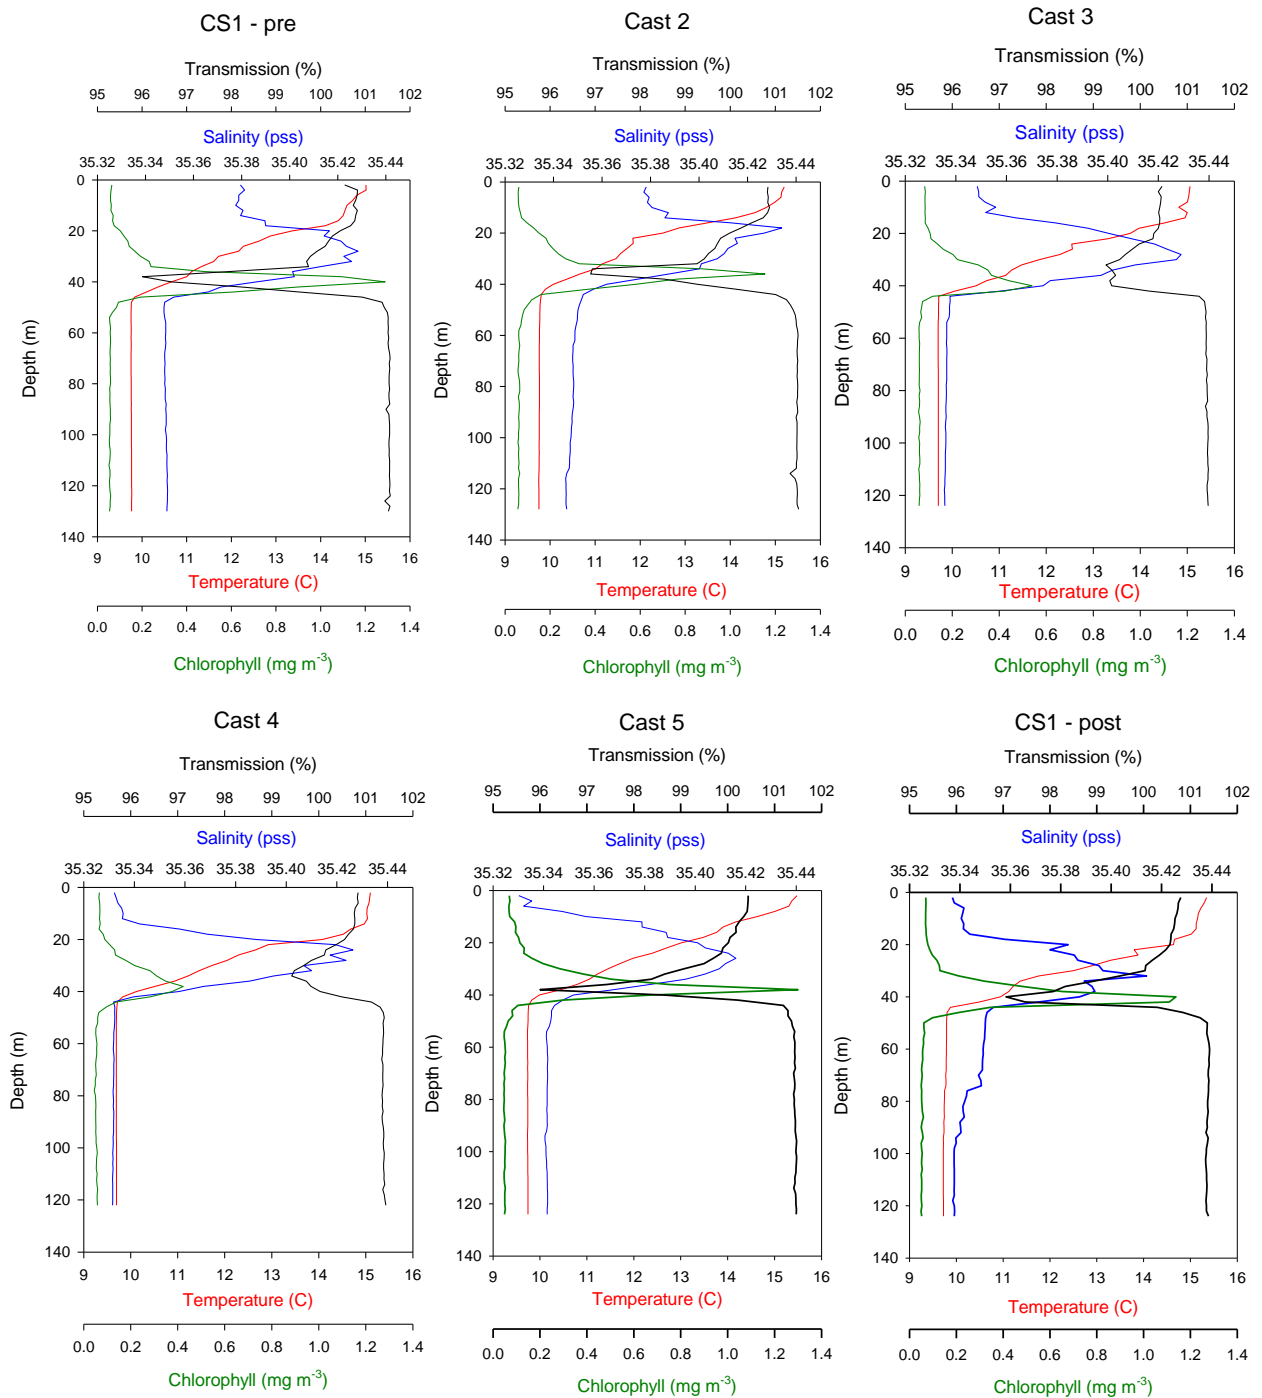 CS1 - pre
Transmission (%)
95 96 97 98 99 100 101 102
Salinity (pss)
35.32 35.34 35.36 35.38 35.40 35.42 35.44
0
20
40
60
80
100
120
140
Depth (m)
9 10 11 12 13 14 15 16
Temperature (C)
0.0 0.2 0.4 0.6 0.8 1.0 1.2 1.4
Chlorophyll (mg m-3)
Cast 2
Transmission (%)
95 96 97 98 99 100 101 102
Salinity (pss)
35.32 35.34 35.36 35.38 35.40 35.42 35.44
0
20
40
60
80
100
120
140
Depth (m)
9 10 11 12 13 14 15 16
Temperature (C)
0.0 0.2 0.4 0.6 0.8 1.0 1.2 1.4
Chlorophyll (mg m-3)
Cast 3
Transmission (%)
95 96 97 98 99 100 101 102
Salinity (pss)
35.32 35.34 35.36 35.38 35.40 35.42 35.44
0
20
40
60
80
100
120
140
Depth (m)
9 10 11 12 13 14 15 16
Temperature (C)
0.0 0.2 0.4 0.6 0.8 1.0 1.2 1.4
Chlorophyll (mg m-3)
Cast 4
Transmission (%)
95 96 97 98 99 100 101 102
Salinity (pss)
35.32 35.34 35.36 35.38 35.40 35.42 35.44
0
20
40
60
80
100
120
140
Depth (m)
9 10 11 12 13 14 15 16
Temperature (C)
0.0 0.2 0.4 0.6 0.8 1.0 1.2 1.4
Chlorophyll (mg m-3)
Cast 5
Transmission (%)
95 96 97 98 99 100 101 102
Salinity (pss)
35.32 35.34 35.36 35.38 35.40 35.42 35.44
0
20
40
60
80
100
120
140
Depth (m)
9 10 11 12 13 14 15 16
Temperature (C)
0.0 0.2 0.4 0.6 0.8 1.0 1.2 1.4
Chlorophyll (mg m-3)
CS1 - post
Transmission (%)
95 96 97 98 99 100 101 102
Salinity (pss)
35.32 35.34 35.36 35.38 35.40 35.42 35.44
0
20
40
60
80
100
120
140
Depth (m)
9 10 11 12 13 14 15 16
Temperature (C)
0.0 0.2 0.4 0.6 0.8 1.0 1.2 1.4
Chlorophyll (mg m-3)